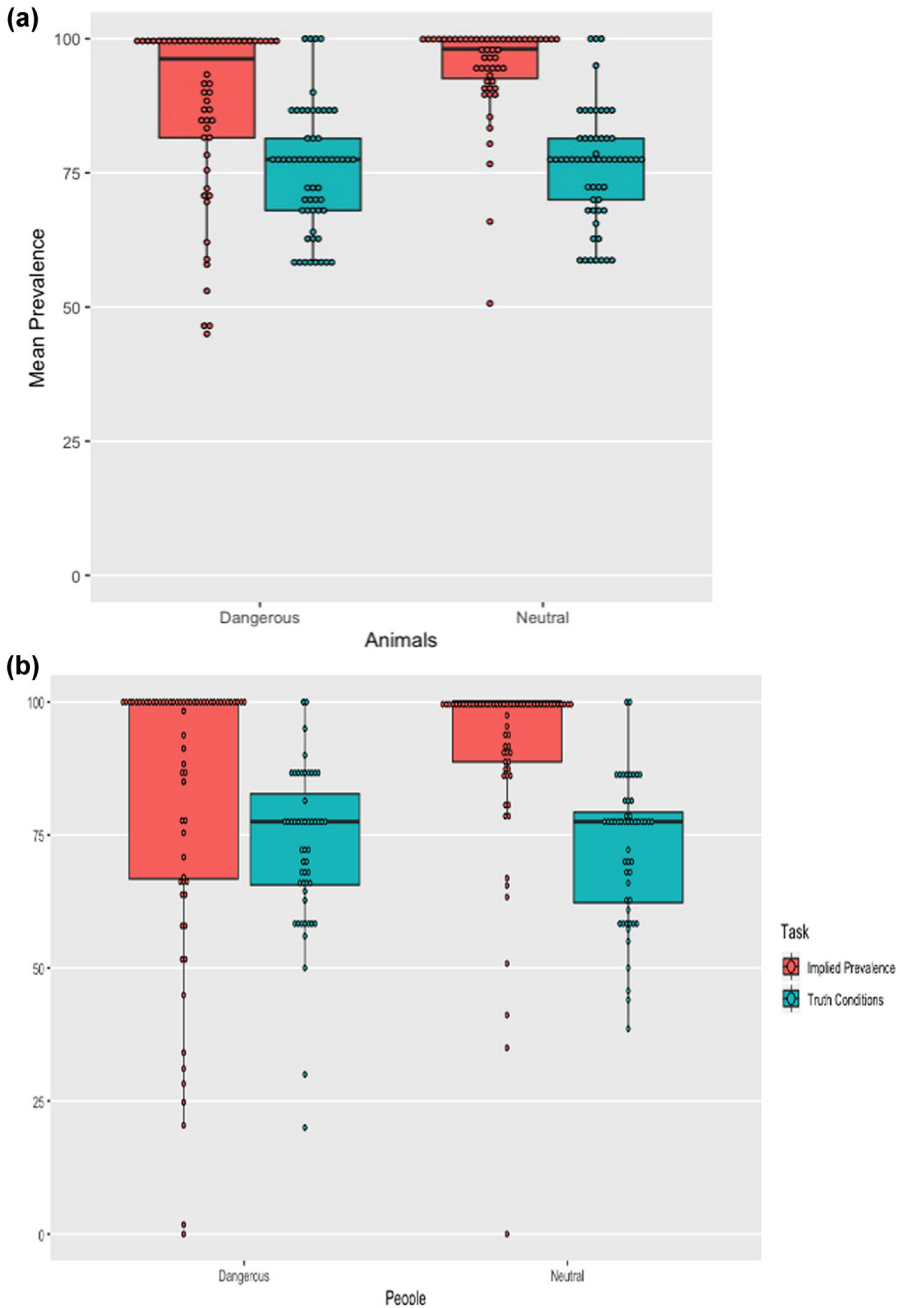 (a)
100
75
50
25
0
Mean Prevalence
Dangerous
Neutral
Animals
(b)
100
75
50
25
0
Dangerous
Neutral
People
Task
Implied Prevalence
Truth Conditions